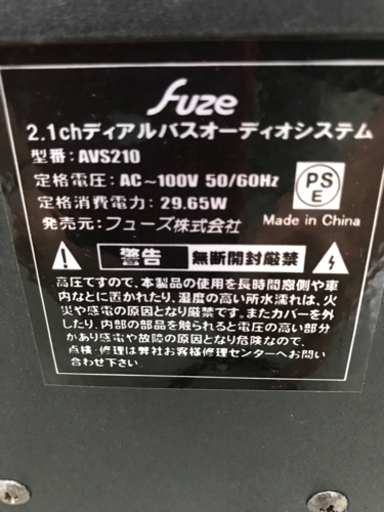 fuze
2.1chディアルバスオーディオシステム
型番: AVS210
定格電圧: AC~100V 50/60Hz
定格消費電力: 29.65W
発売元: フューズ株式会社
PS
E
Made in China
警告 無断開封厳禁
高圧ですので、本製品の使用を長時間窓側や車
内などに置かれたり、湿度の高い所水濡れは、火
災や感電の原因となり厳禁です。またカバーを外
したり、内部の部品を触られると電圧の高い部分
かあり感電や故障の原因となり危険なので、
点検・修理は弊社お客様修理センターへお問い
合わせ下さい。